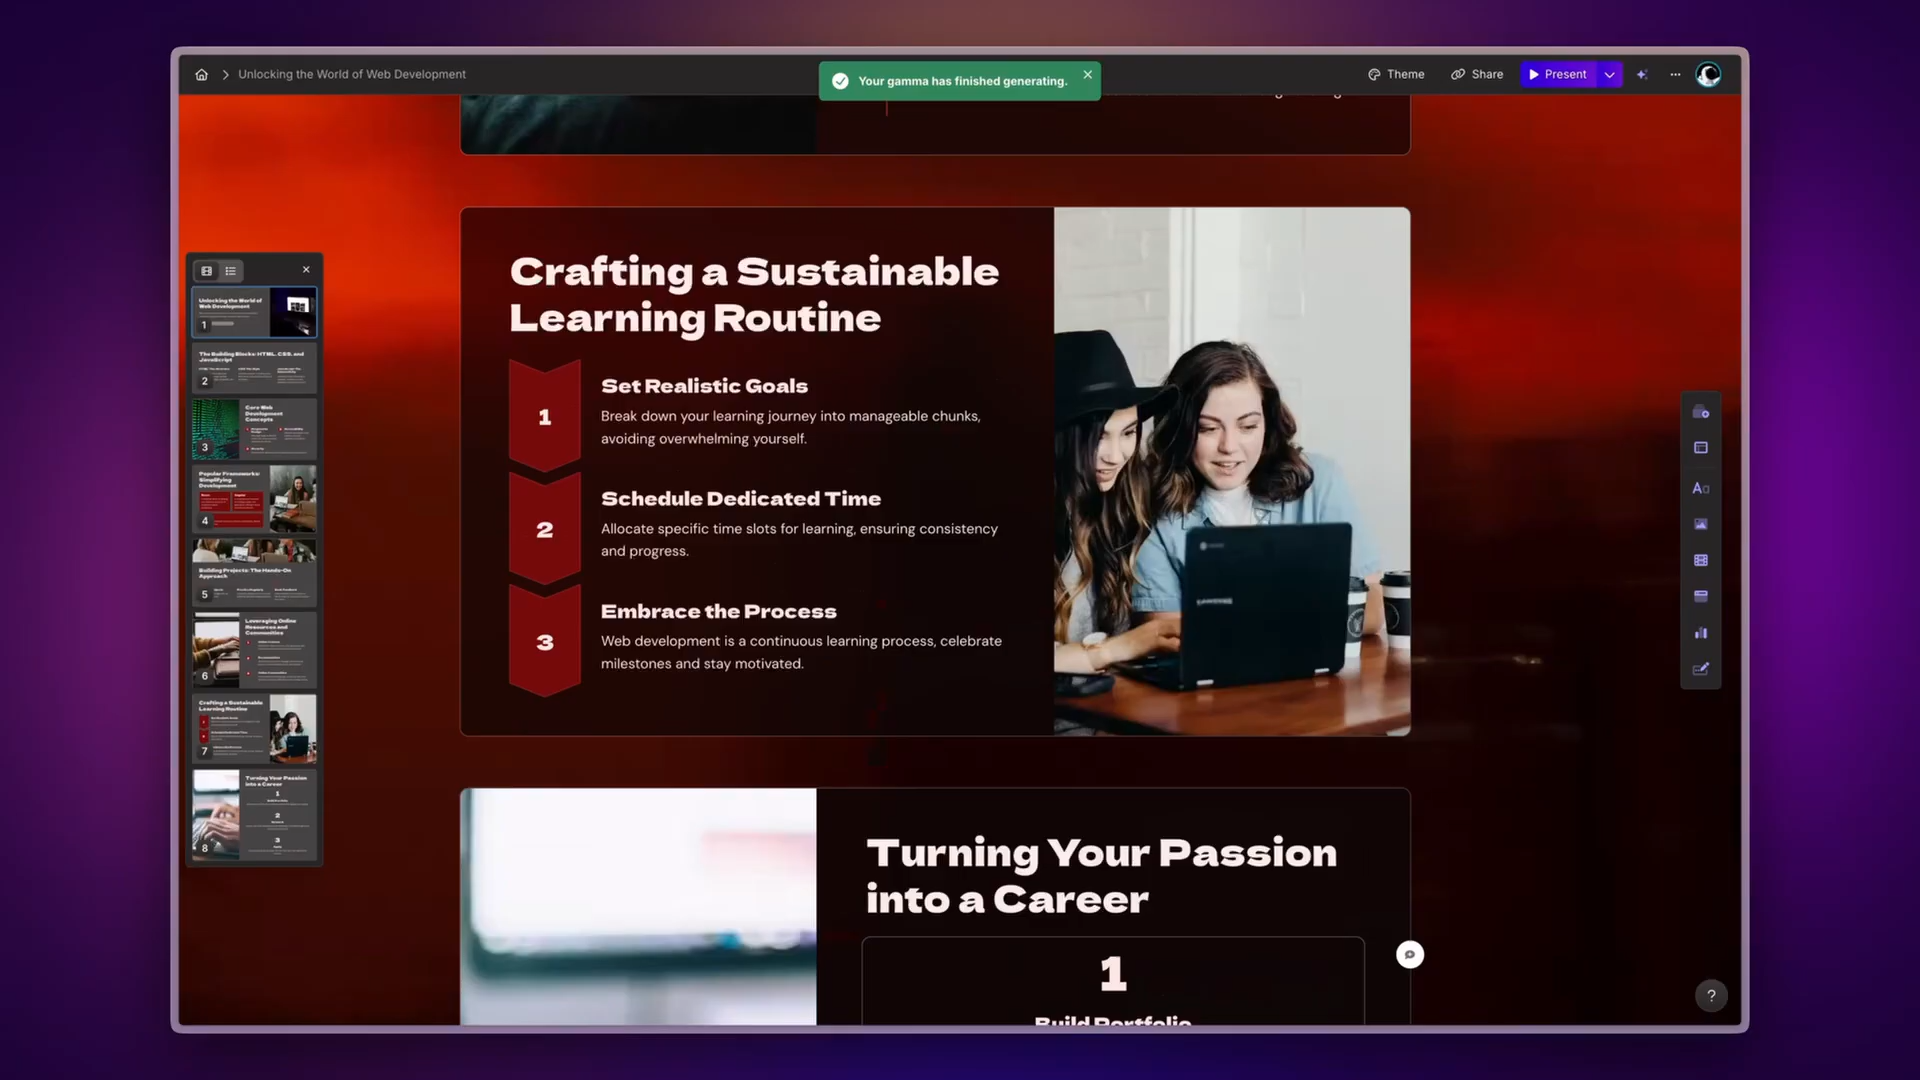 Unlocking the World of Web Development
Your gamma has finished generating.
Theme
Share
Present
Unlocking the World of
Web Development
1
The Building Blocks: HTML, CSS, and
JavaScript
2
Core Web
Development
Concepts
3
Popular Frameworks:
Simplifying
Development
4
Building Projects: The Hands-On
Approach
5
Leveraging Online
Resources and
Communities
6
Crafting a Sustainable
Learning Routine
7
Turning Your Passion
into a Career
1
2
3
8
Crafting a Sustainable
Learning Routine
1
Set Realistic Goals
Break down your learning journey into manageable chunks,
avoiding overwhelming yourself.
2
Schedule Dedicated Time
Allocate specific time slots for learning, ensuring consistency
and progress.
3
Embrace the Process
Web development is a continuous learning process, celebrate
milestones and stay motivated.
SAMSUNG
Turning Your Passion
into a Career
1
Build Portfolio
Aa
?